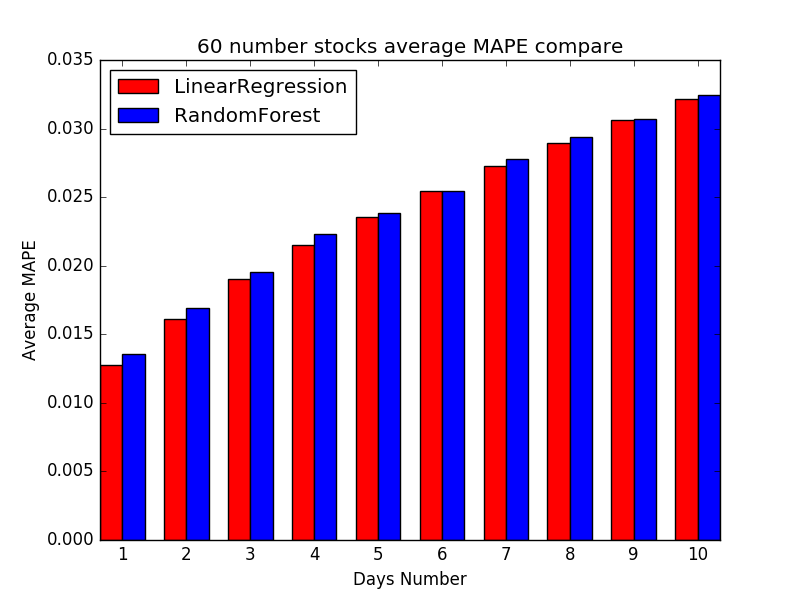 60 number stocks average MAPE compare
LinearRegression
RandomForest
0.035
0.030
0.025
0.020
0.015
0.010
0.005
0.000
Average MAPE
1 2 3 4 5 6 7 8 9 10
Days Number